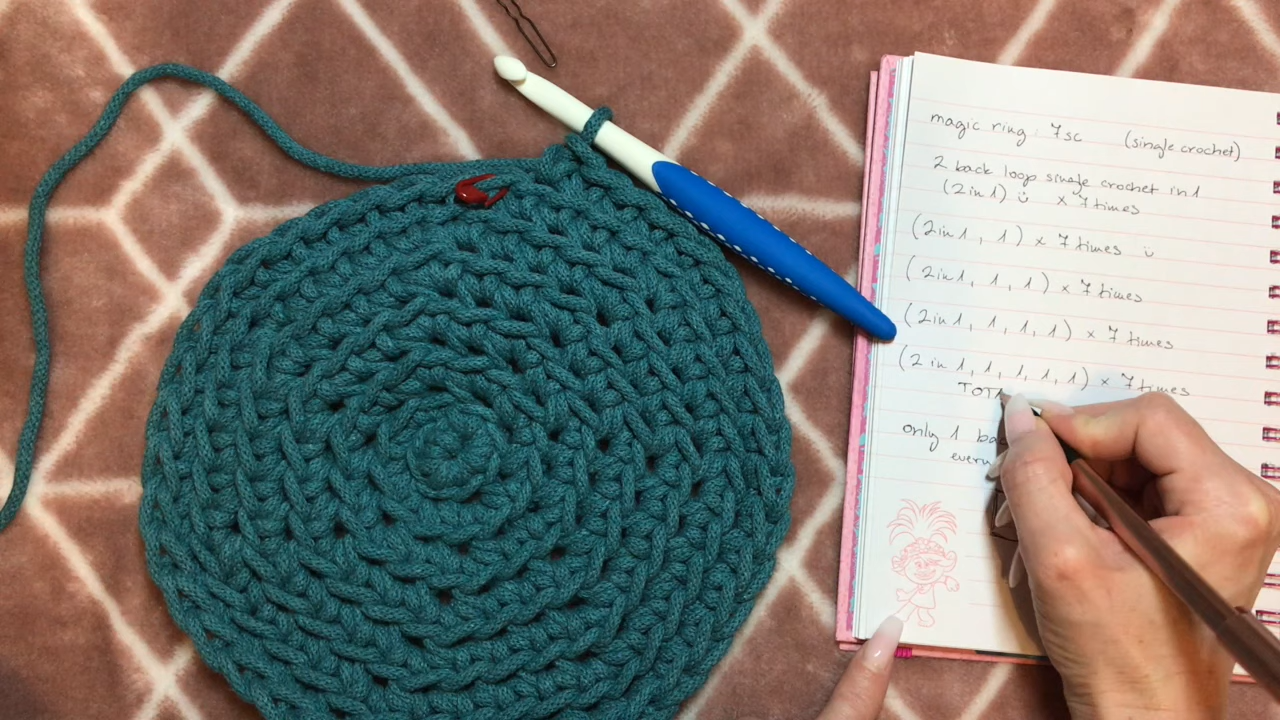 magic ring: 7sc (single crochet)
2 back loop single crochet in 1
(2in1) ü x 7 times
(2in1, 1) x 7 times ü
(2in1, 1, 1) x 7 times
(2in1, 1, 1, 1) x 7 times
(2 in 1, 1, 1, 1, 1) x 7 times
only 1